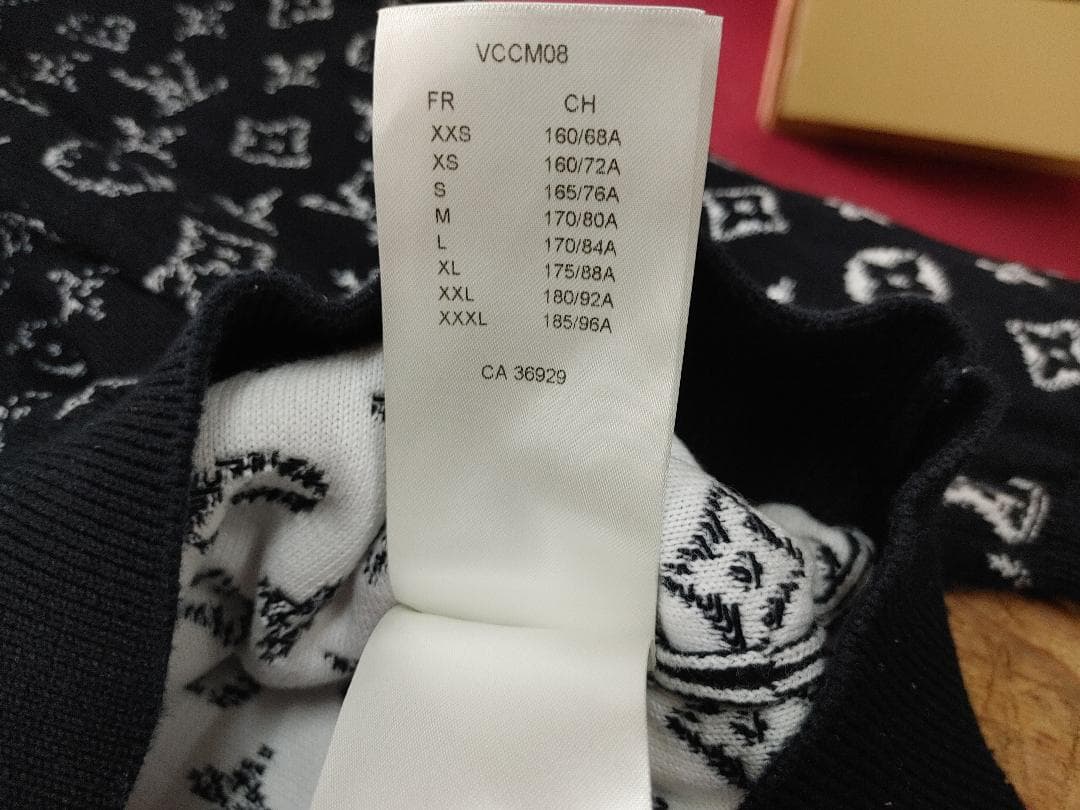 VCCM08
FR CH
XXS 160/68A
XS 160/72A
S 165/76A
M 170/80A
L 170/84A
XL 175/88A
XXL 180/92A
XXXL 185/96A
CA 36929